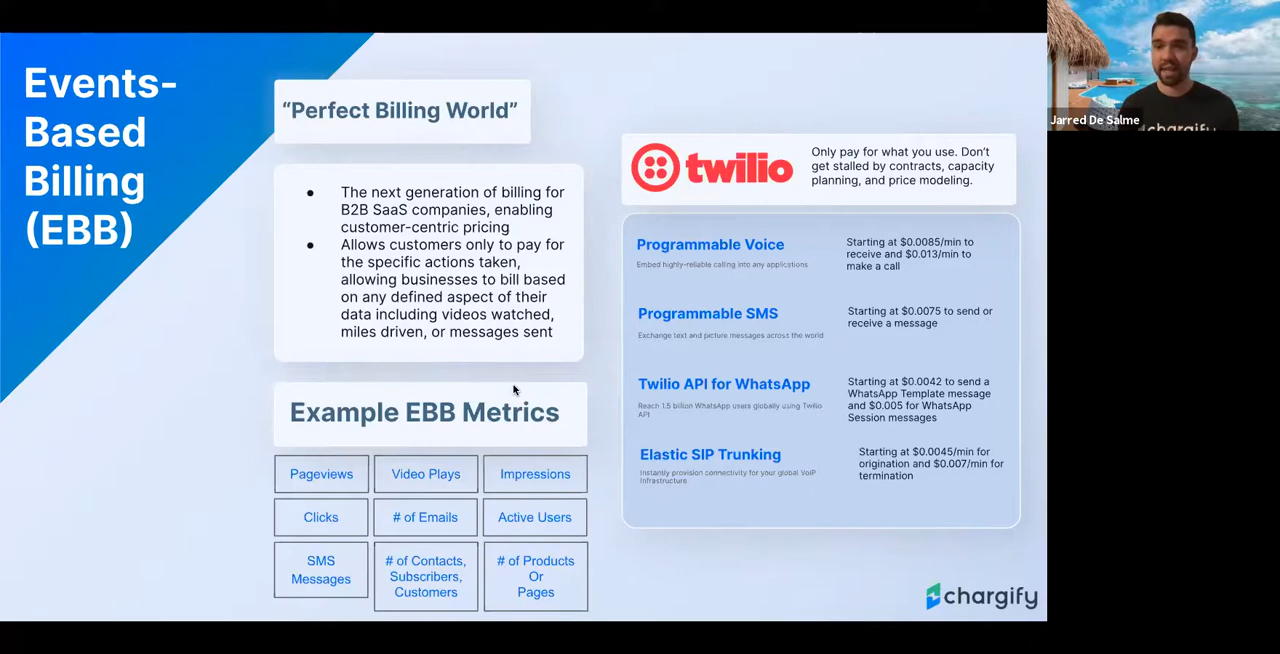 Events-
Based
Billing
(EBB)
“Perfect Billing World”
● The next generation of billing for
B2B SaaS companies, enabling
customer-centric pricing
● Allows customers only to pay for
the specific actions taken,
allowing businesses to bill based
on any defined aspect of their
data including videos watched,
miles driven, or messages sent
Example EBB Metrics
Pageviews
Video Plays
Impressions
Clicks
# of Emails
Active Users
SMS
Messages
# of Contacts,
Subscribers,
Customers
# of Products
Or
Pages
twilio
Only pay for what you use. Don’t
get stalled by contracts, capacity
planning, and price modeling.
Programmable Voice
Embed highly-reliable calling into any applications
Starting at $0.0085/min to
receive and $0.013/min to
make a call
Programmable SMS
Exchange text and picture messages across the world
Starting at $0.0075 to send or
receive a message
Twilio API for WhatsApp
Reach 1.5 billion WhatsApp users globally using Twilio
API
Starting at $0.0042 to send a
WhatsApp Template message
and $0.005 for WhatsApp
Session messages
Elastic SIP Trunking
Instantly provision connectivity for your global VoIP
Infrastructure
Starting at $0.0045/min for
origination and $0.007/min for
termination
chargify
Jarred De Salme
chargify